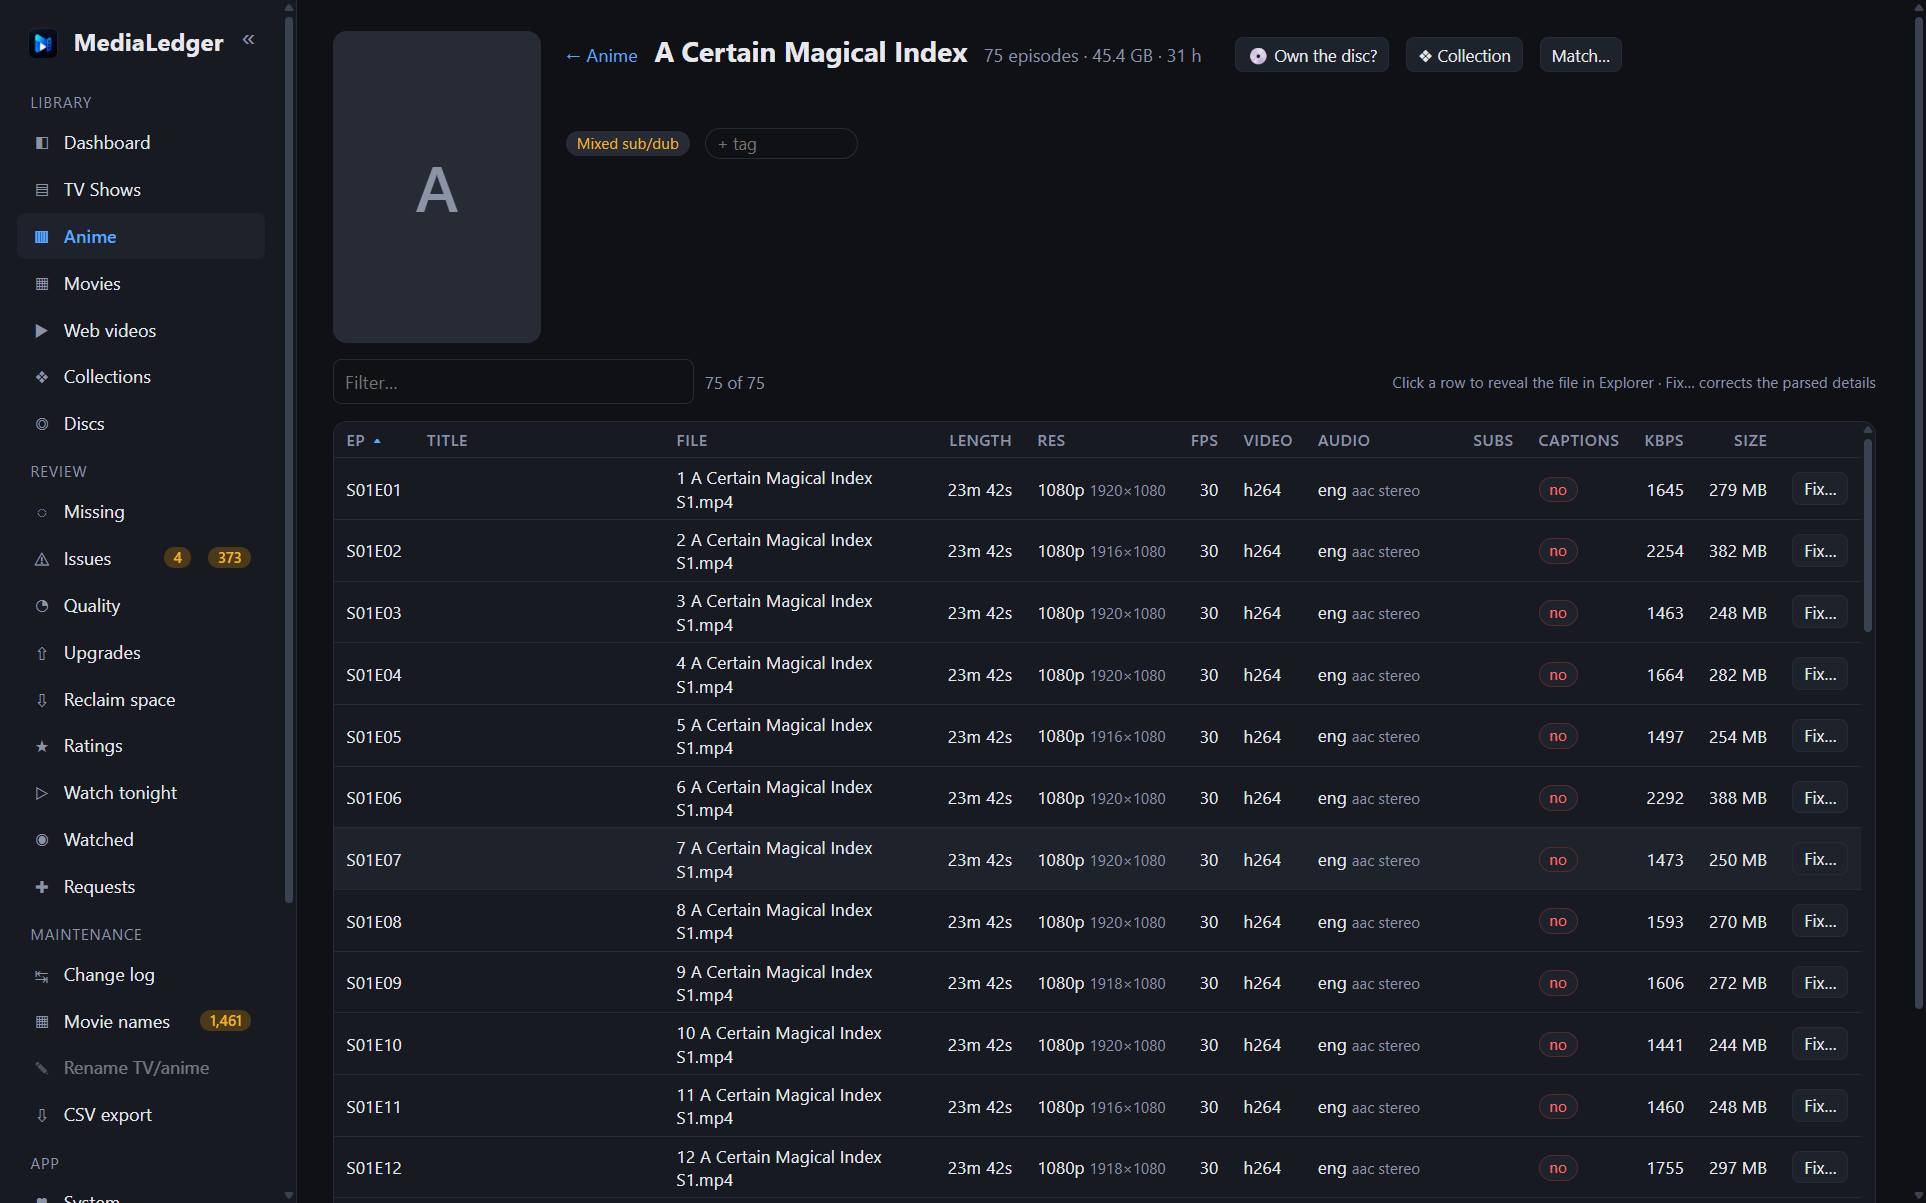 MediaLedger «
LIBRARY
Dashboard
TV Shows
Anime
Movies
Web videos
Collections
Discs
REVIEW
Missing
Issues 4 373
Quality
Upgrades
Reclaim space
Ratings
Watch tonight
Watched
Requests
MAINTENANCE
Change log
Movie names 1,461
Rename TV/anime
CSV export
APP
System
A
← Anime A Certain Magical Index 75 episodes · 45.4 GB · 31 h Own the disc? ❖ Collection Match...
Mixed sub/dub + tag
Filter... 75 of 75 Click a row to reveal the file in Explorer · Fix... corrects the parsed details
EP TITLE FILE LENGTH RES FPS VIDEO AUDIO SUBS CAPTIONS KBPS SIZE
S01E01 1 A Certain Magical Index S1.mp4 23m 42s 1080p 1920×1080 30 h264 eng aac stereo no 1645 279 MB Fix...
S01E02 2 A Certain Magical Index S1.mp4 23m 42s 1080p 1916×1080 30 h264 eng aac stereo no 2254 382 MB Fix...
S01E03 3 A Certain Magical Index S1.mp4 23m 42s 1080p 1920×1080 30 h264 eng aac stereo no 1463 248 MB Fix...
S01E04 4 A Certain Magical Index S1.mp4 23m 42s 1080p 1920×1080 30 h264 eng aac stereo no 1664 282 MB Fix...
S01E05 5 A Certain Magical Index S1.mp4 23m 42s 1080p 1916×1080 30 h264 eng aac stereo no 1497 254 MB Fix...
S01E06 6 A Certain Magical Index S1.mp4 23m 42s 1080p 1920×1080 30 h264 eng aac stereo no 2292 388 MB Fix...
S01E07 7 A Certain Magical Index S1.mp4 23m 42s 1080p 1920×1080 30 h264 eng aac stereo no 1473 250 MB Fix...
S01E08 8 A Certain Magical Index S1.mp4 23m 42s 1080p 1920×1080 30 h264 eng aac stereo no 1593 270 MB Fix...
S01E09 9 A Certain Magical Index S1.mp4 23m 42s 1080p 1918×1080 30 h264 eng aac stereo no 1606 272 MB Fix...
S01E10 10 A Certain Magical Index S1.mp4 23m 42s 1080p 1920×1080 30 h264 eng aac stereo no 1441 244 MB Fix...
S01E11 11 A Certain Magical Index S1.mp4 23m 42s 1080p 1916×1080 30 h264 eng aac stereo no 1460 248 MB Fix...
S01E12 12 A Certain Magical Index S1.mp4 23m 42s 1080p 1918×1080 30 h264 eng aac stereo no 1755 297 MB Fix...